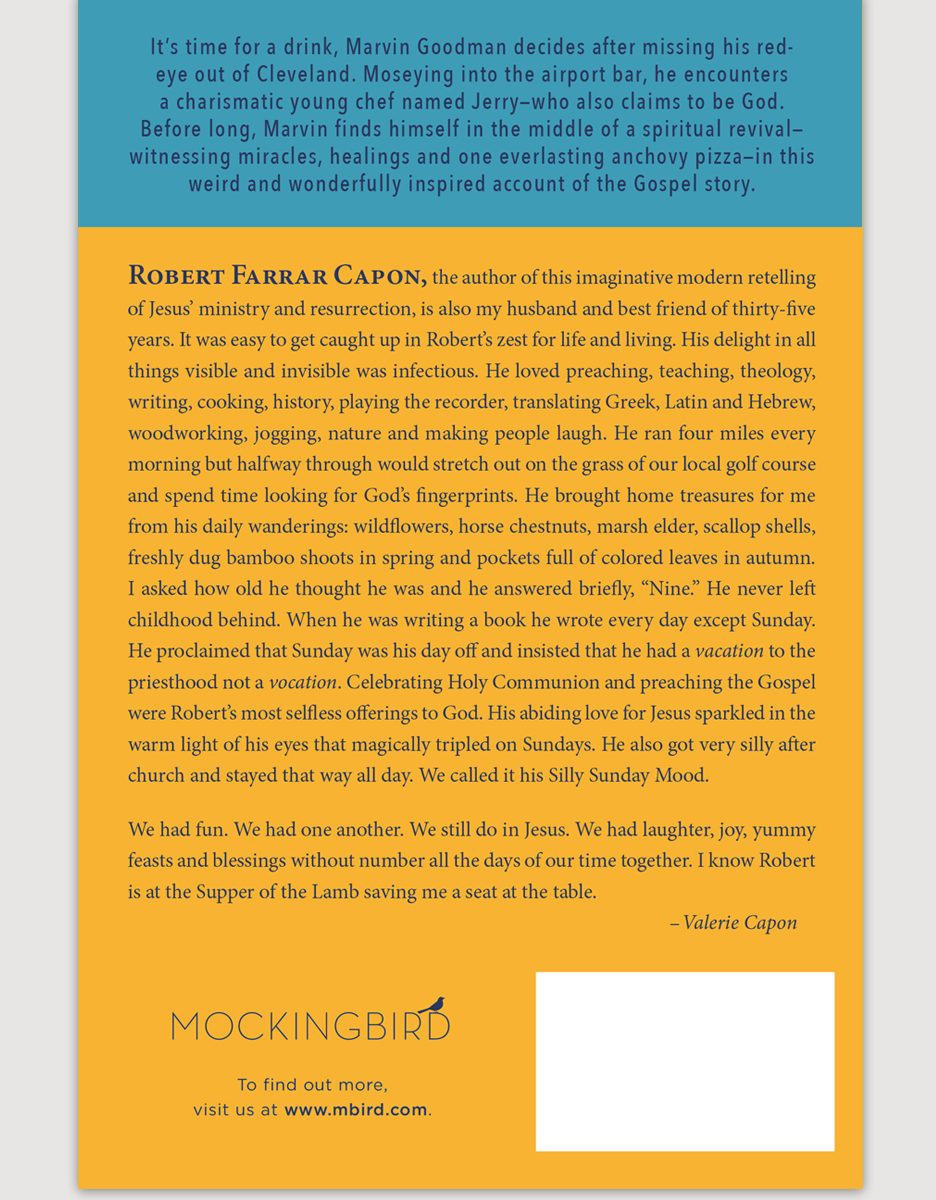 It's time for a drink, Marvin Goodman decides after missing his red-
eye out of Cleveland. Moseying into the airport bar, he encounters
a charismatic young chef named Jerry—who also claims to be God.
Before long, Marvin finds himself in the middle of a spiritual revival—
witnessing miracles, healings and one everlasting anchovy pizza—in this
weird and wonderfully inspired account of the Gospel story.
Robert Farrar Capon, the author of this imaginative modern retelling
of Jesus’ ministry and resurrection, is also my husband and best friend of thirty-five
years. It was easy to get caught up in Robert’s zest for life and living. His delight in all
things visible and invisible was infectious. He loved preaching, teaching, theology,
writing, cooking, history, playing the recorder, translating Greek, Latin and Hebrew,
woodworking, jogging, nature and making people laugh. He ran four miles every
morning but halfway through would stretch out on the grass of our local golf course
and spend time looking for God’s fingerprints. He brought home treasures for me
from his daily wanderings: wildflowers, horse chestnuts, marsh elder, scallop shells,
freshly dug bamboo shoots in spring and pockets full of colored leaves in autumn.
I asked how old he thought he was and he answered briefly, “Nine.” He never left
childhood behind. When he was writing a book he wrote every day except Sunday.
He proclaimed that Sunday was his day off and insisted that he had a vacation to the
priesthood not a vocation. Celebrating Holy Communion and preaching the Gospel
were Robert’s most selfless offerings to God. His abiding love for Jesus sparkled in the
warm light of his eyes that magically tripled on Sundays. He also got very silly after
church and stayed that way all day. We called it his Silly Sunday Mood.
We had fun. We had one another. We still do in Jesus. We had laughter, joy, yummy
feasts and blessings without number all the days of our time together. I know Robert
is at the Supper of the Lamb saving me a seat at the table.
– Valerie Capon
MOCKINGBIRD
To find out more,
visit us at www.mbird.com.